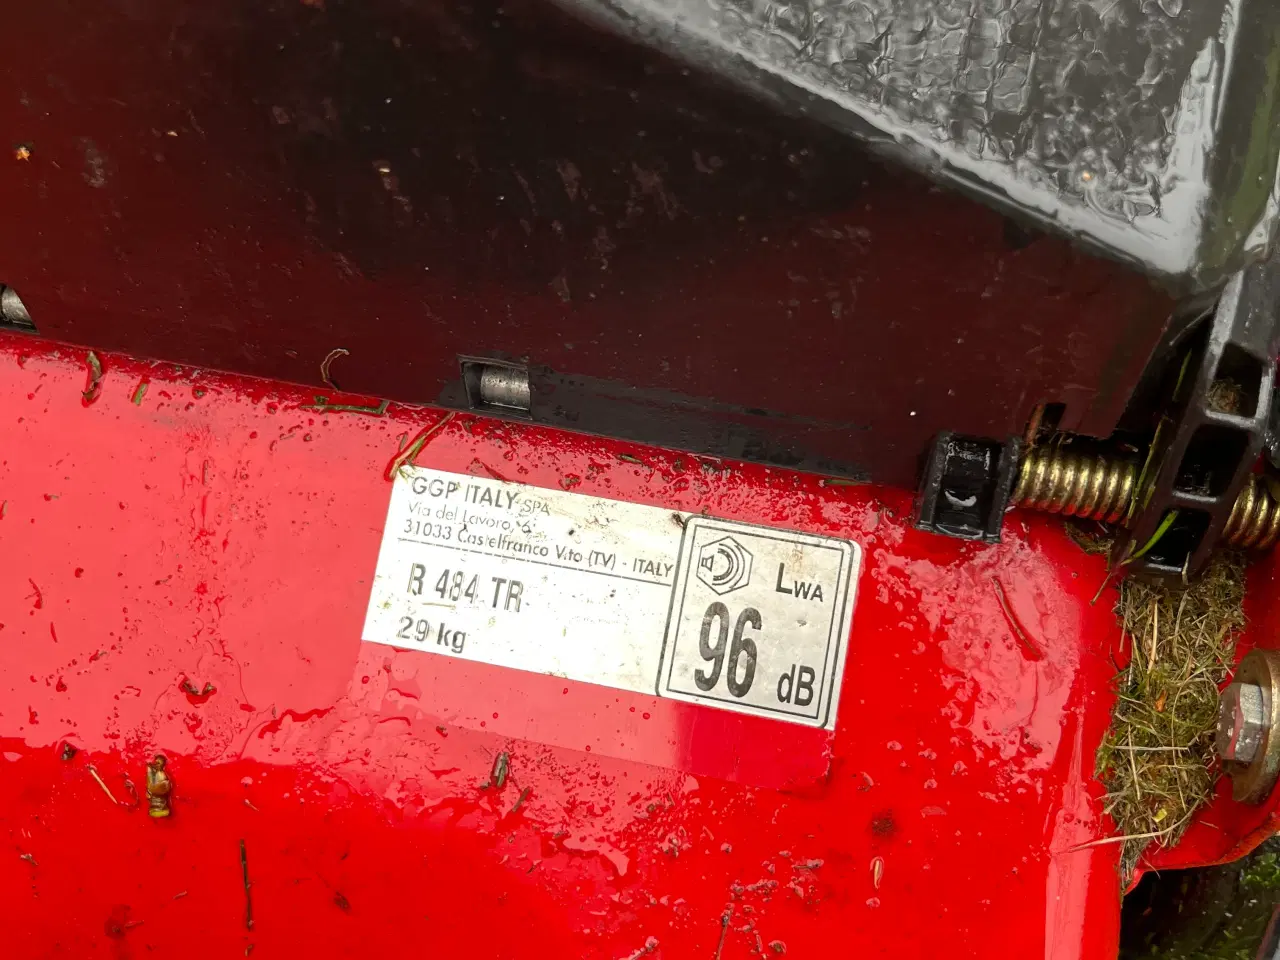 GGP ITALY SPA
Via del Lavoro, 6
31033 Castelfranco V.to (TV) - ITALY
R 484 TR
29 kg
LWA
96
dB